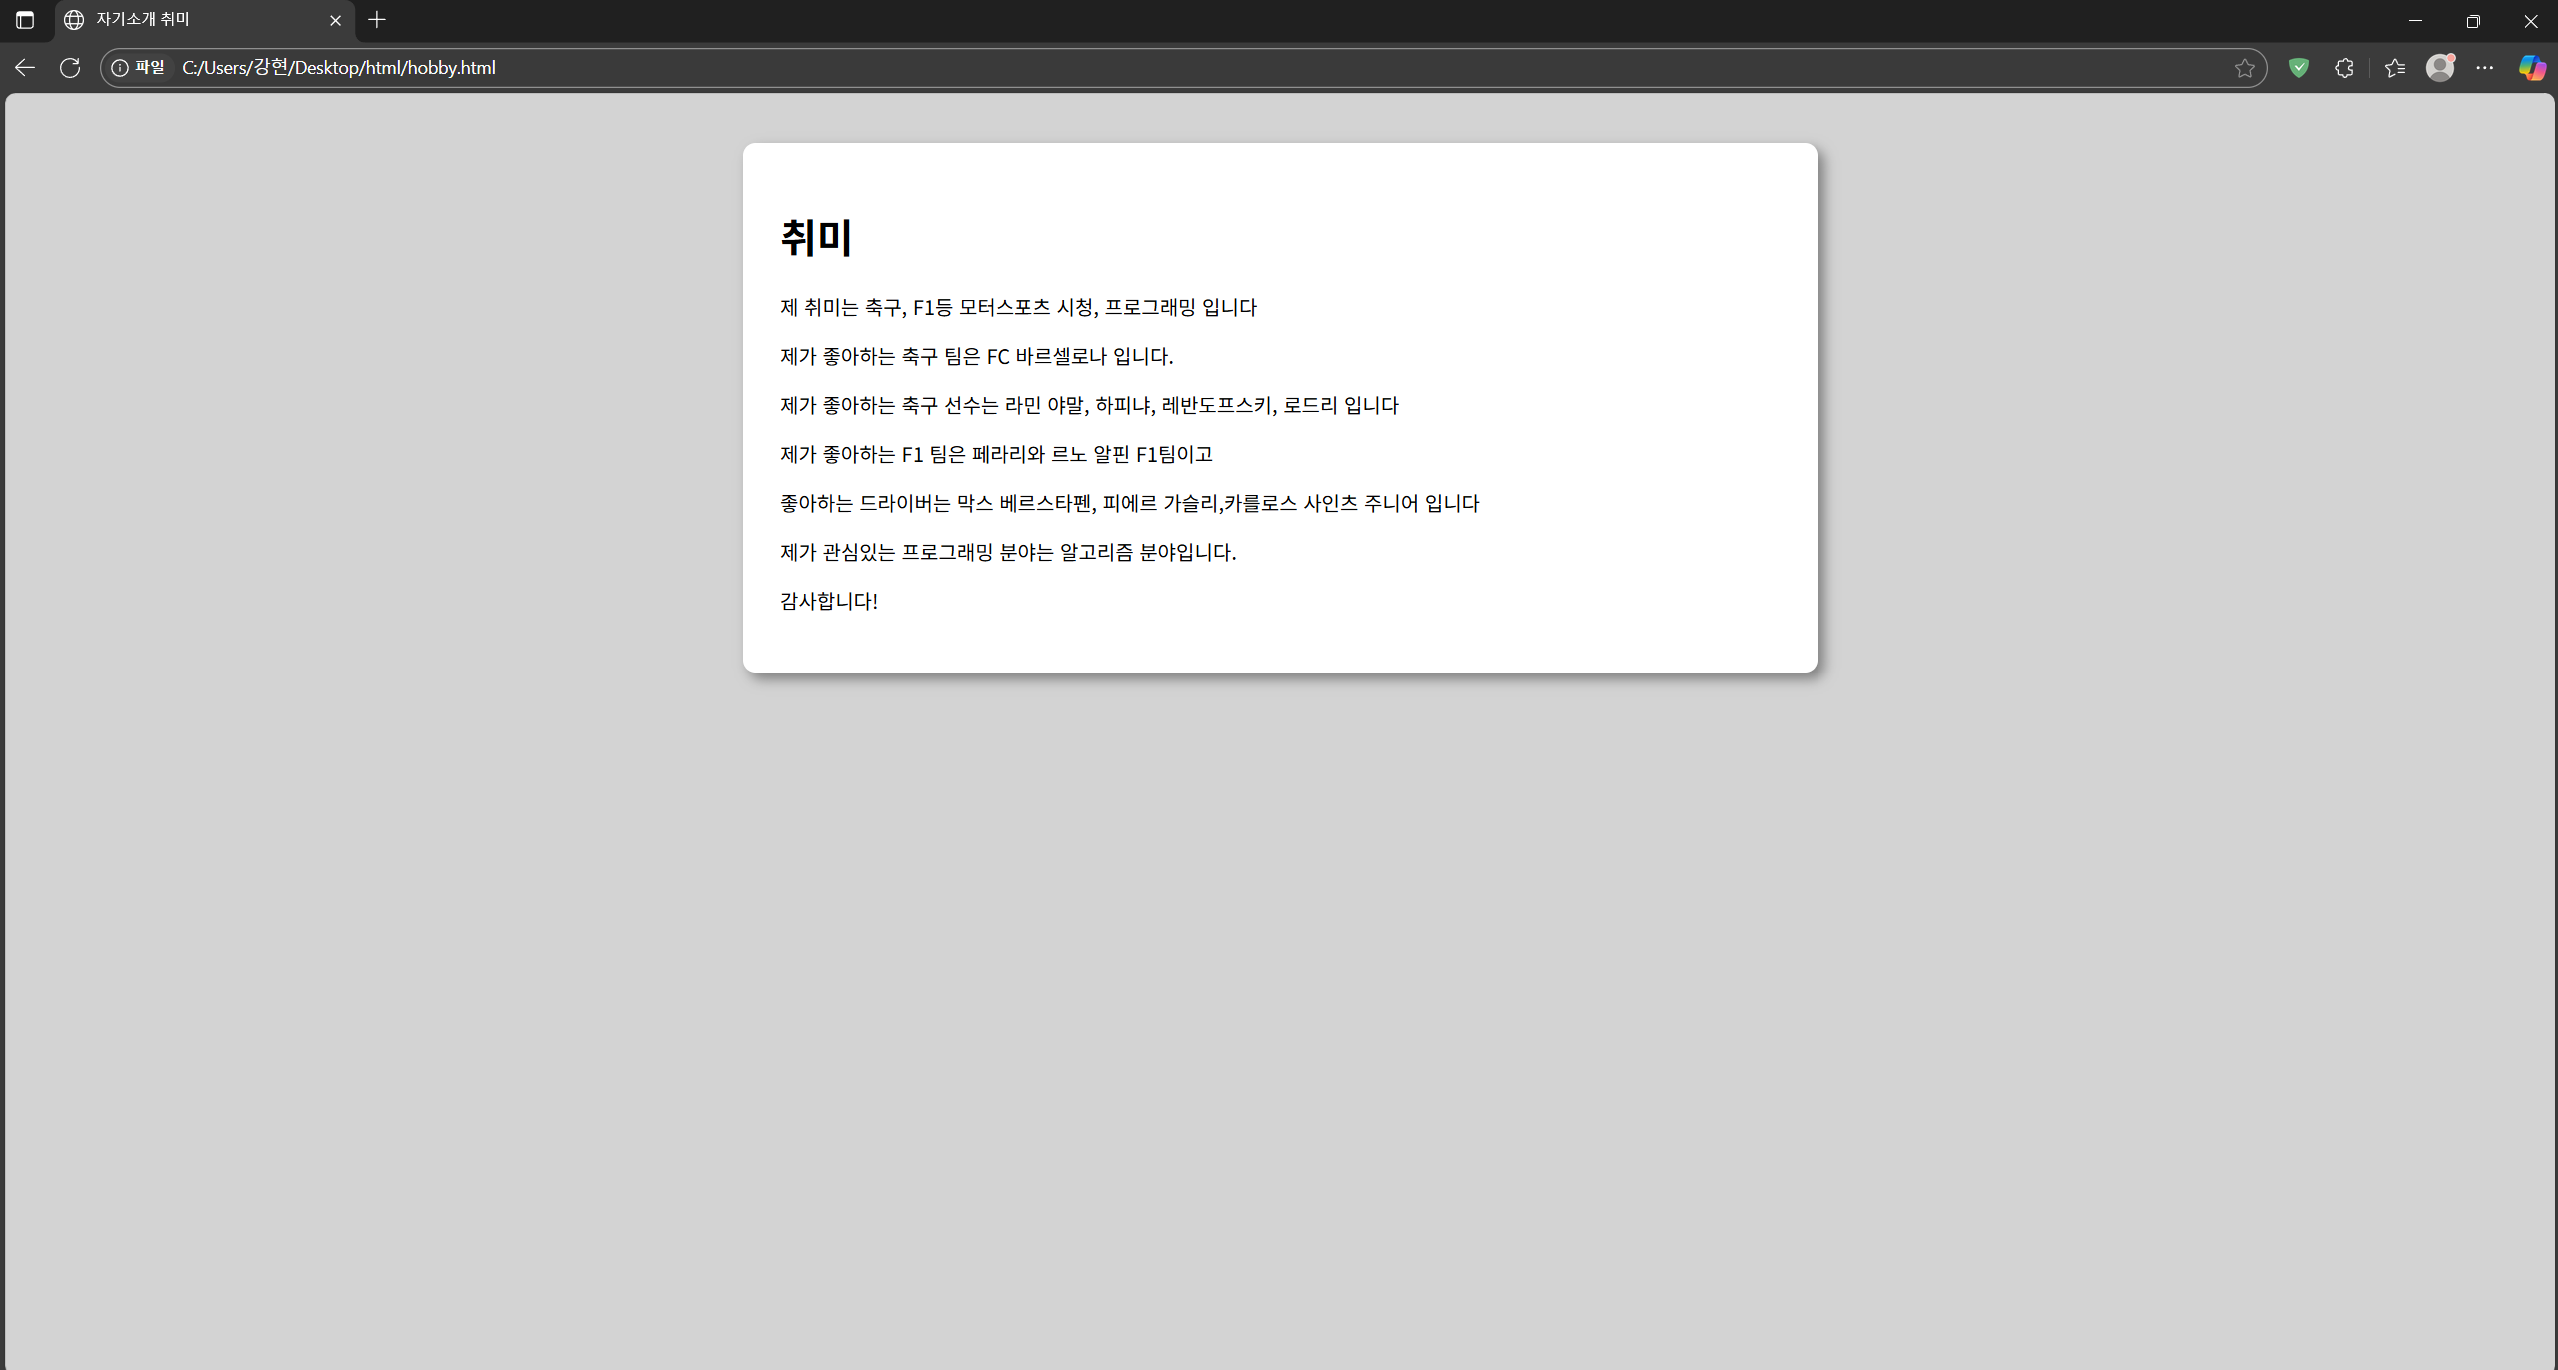 자기소개 취미
파일 C:/Users/강현/Desktop/html/hobby.html
취미
제 취미는 축구, F1등 모터스포츠 시청, 프로그래밍 입니다
제가 좋아하는 축구 팀은 FC 바르셀로나 입니다.
제가 좋아하는 축구 선수는 라민 야말, 하피냐, 레반도프스키, 로드리 입니다
제가 좋아하는 F1 팀은 페라리와 르노 알핀 F1팀이고
좋아하는 드라이버는 막스 베르스타펜, 피에르 가슬리,카를로스 사인츠 주니어 입니다
제가 관심있는 프로그래밍 분야는 알고리즘 분야입니다.
감사합니다!